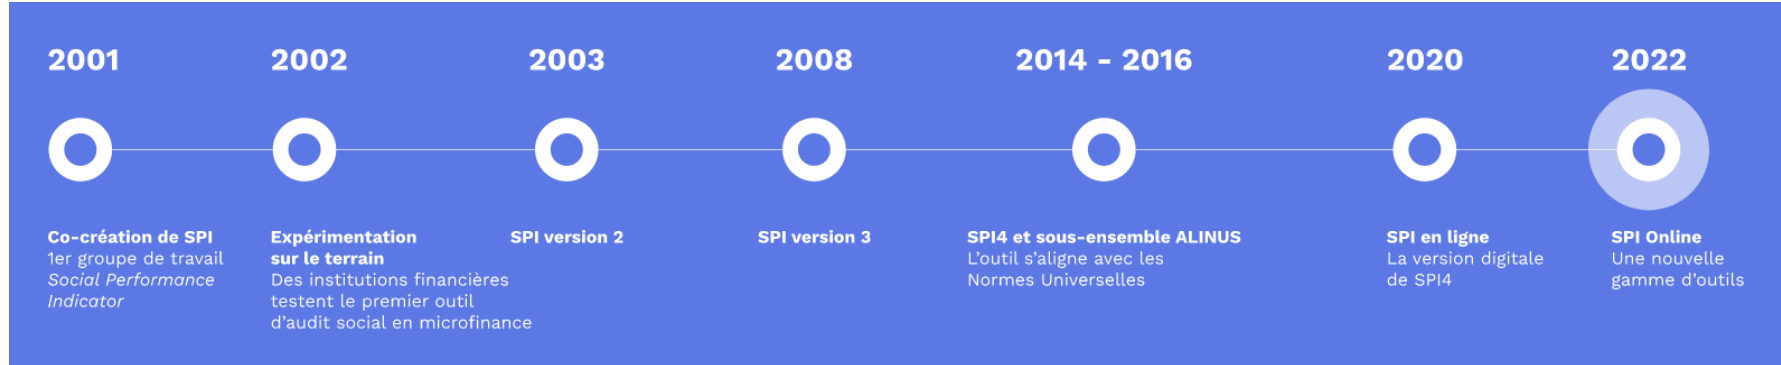 2001
Co-création de SPI
1er groupe de travail
Social Performance
Indicator
2002
Expérimentation
sur le terrain
Des institutions financières
testent le premier outil
d'audit social en microfinance
2003
SPI version 2
2008
SPI version 3
2014 - 2016
SPI4 et sous-ensemble ALINUS
L'outil s'aligne avec les
Normes Universelles
2020
SPI en ligne
La version digitale
de SPI4
2022
SPI Online
Une nouvelle
gamme d'outils